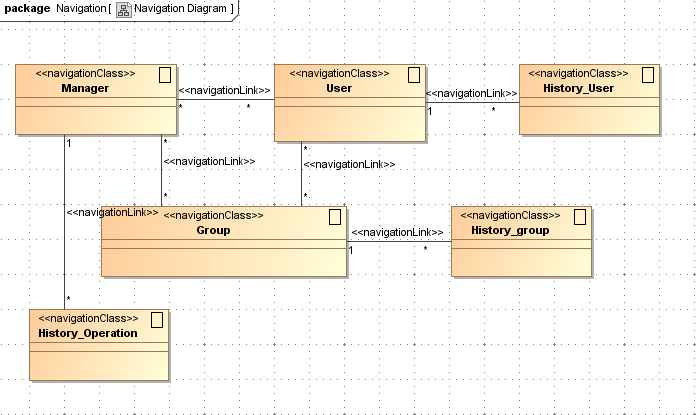 package Navigation [ Navigation Diagram ]
<<navigationClass>>
Manager
<<navigationLink>>
*
*
<<navigationClass>>
User
<<navigationLink>>
1
*
<<navigationClass>>
History_User
1
*
<<navigationLink>>
*
*
<<navigationLink>>
*
<<navigationLink>>
<<navigationClass>>
Group
<<navigationLink>>
1
*
<<navigationClass>>
History_group
*
<<navigationClass>>
History_Operation